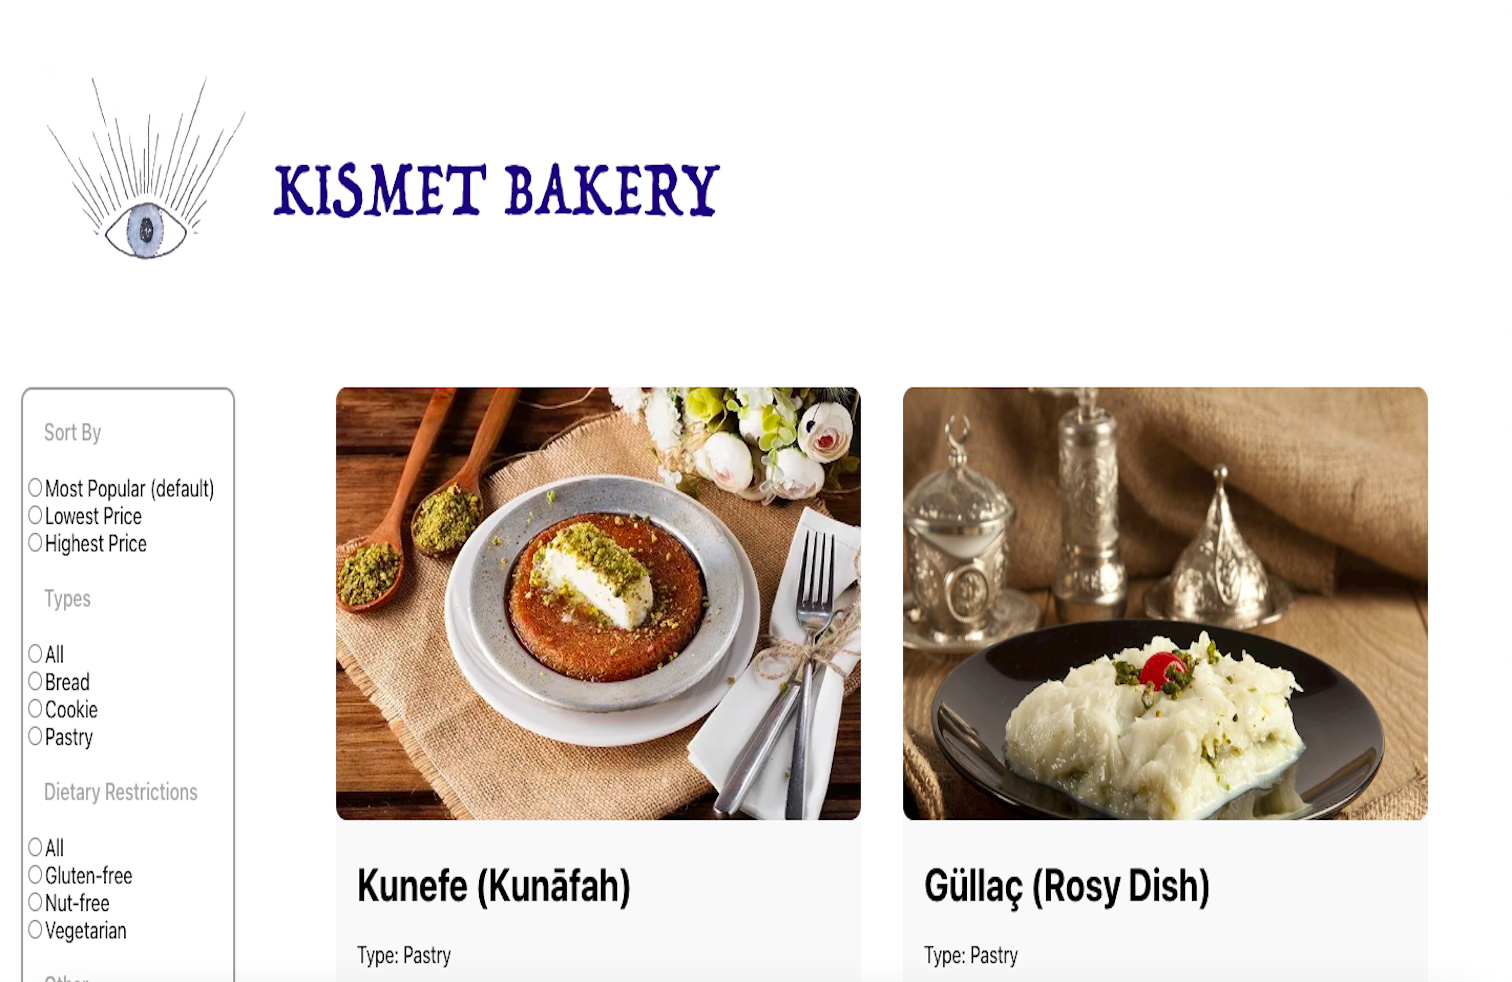 KISMET BAKERY
Sort By
Most Popular (default)
Lowest Price
Highest Price
Types
All
Bread
Cookie
Pastry
Dietary Restrictions
All
Gluten-free
Nut-free
Vegetarian
Kunefe (Kunāfah)
Type: Pastry
Güllaç (Rosy Dish)
Type: Pastry